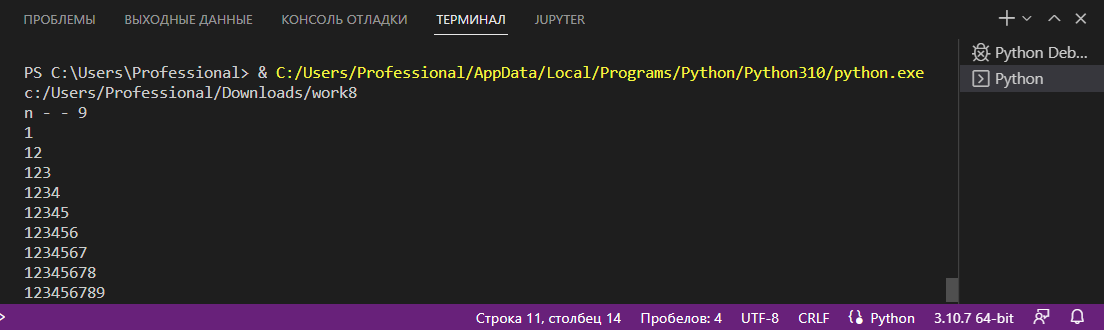 ПРОБЛЕМЫ ВЫХОДНЫЕ ДАННЫЕ КОНСОЛЬ ОТЛАДКИ ТЕРМИНАЛ JUPYTER
PS C:\Users\Professional> & C:/Users/Professional/AppData/Local/Programs/Python/Python310/python.exe
c:/Users/Professional/Downloads/work8
n - - 9
1
12
123
1234
12345
123456
1234567
12345678
123456789
Python Deb...
Python
Строка 11, столбец 14 Пробелов: 4 UTF-8 CRLF Python 3.10.7 64-bit